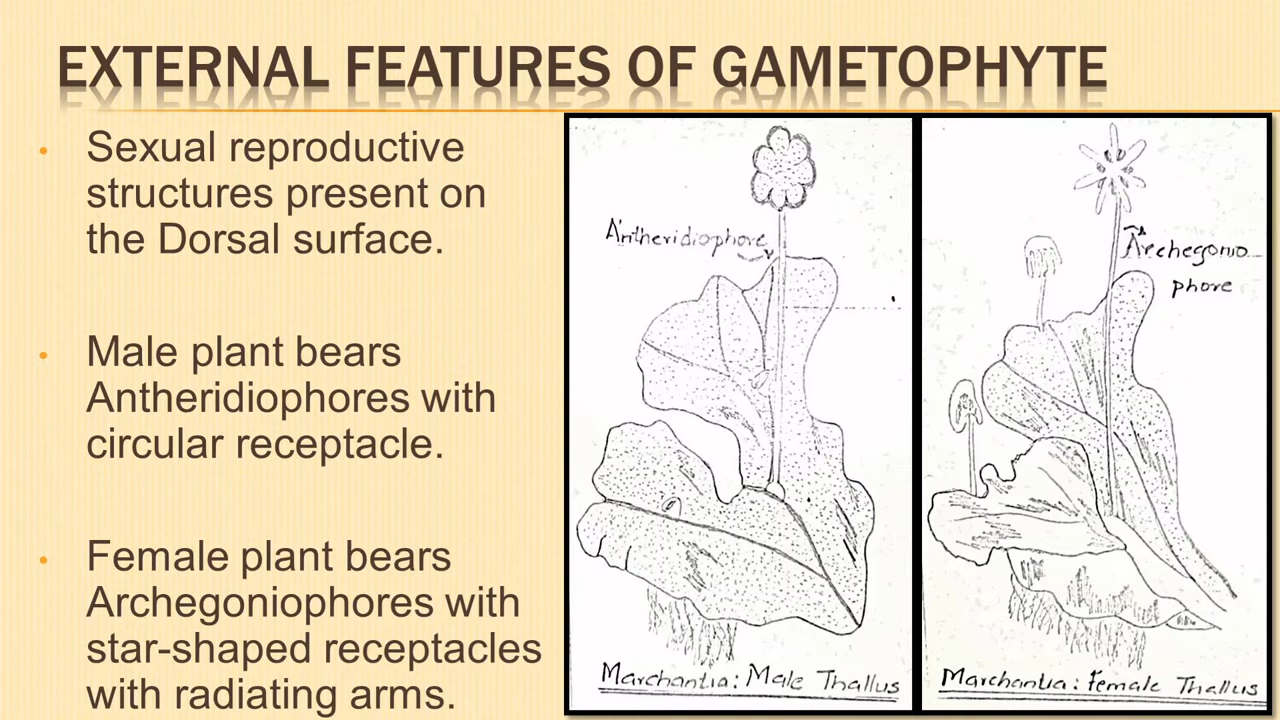 EXTERNAL FEATURES OF GAMETOPHYTE
• Sexual reproductive
structures present on
the Dorsal surface.
• Male plant bears
Antheridiophores with
circular receptacle.
• Female plant bears
Archegoniophores with
star-shaped receptacles
with radiating arms.
Antheridiophore
Marchantia: Male Thallus
Archegonio
phore
Marchantia: Female Thallus